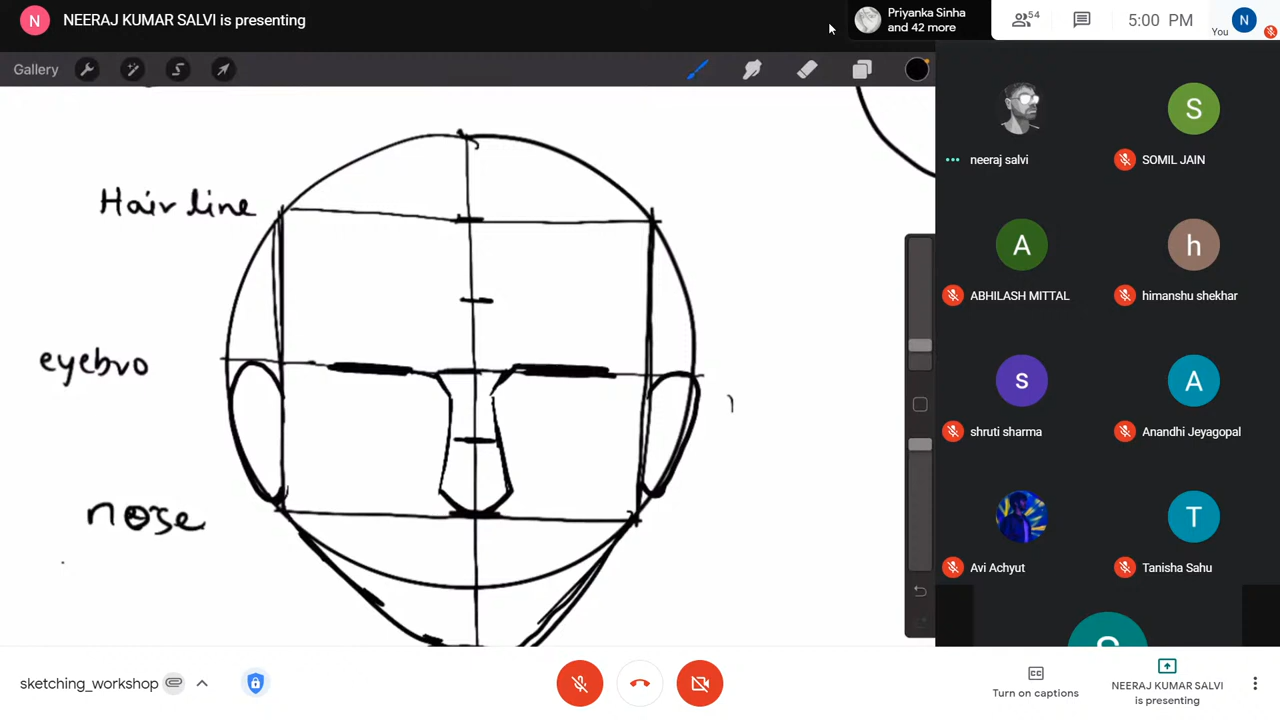 N
NEERAJ KUMAR SALVI is presenting
Priyanka Sinha
and 42 more
54
5:00 PM
You
N
Gallery
neeraj salvi
S
SOMIL JAIN
A
ABHILASH MITTAL
h
himanshu shekhar
s
shruti sharma
A
Anandhi Jeyagopal
Avi Achyut
T
Tanisha Sahu
Hair line
eyebro
nose
sketching_workshop
CC
Turn on captions
NEERAJ KUMAR SALVI
is presenting